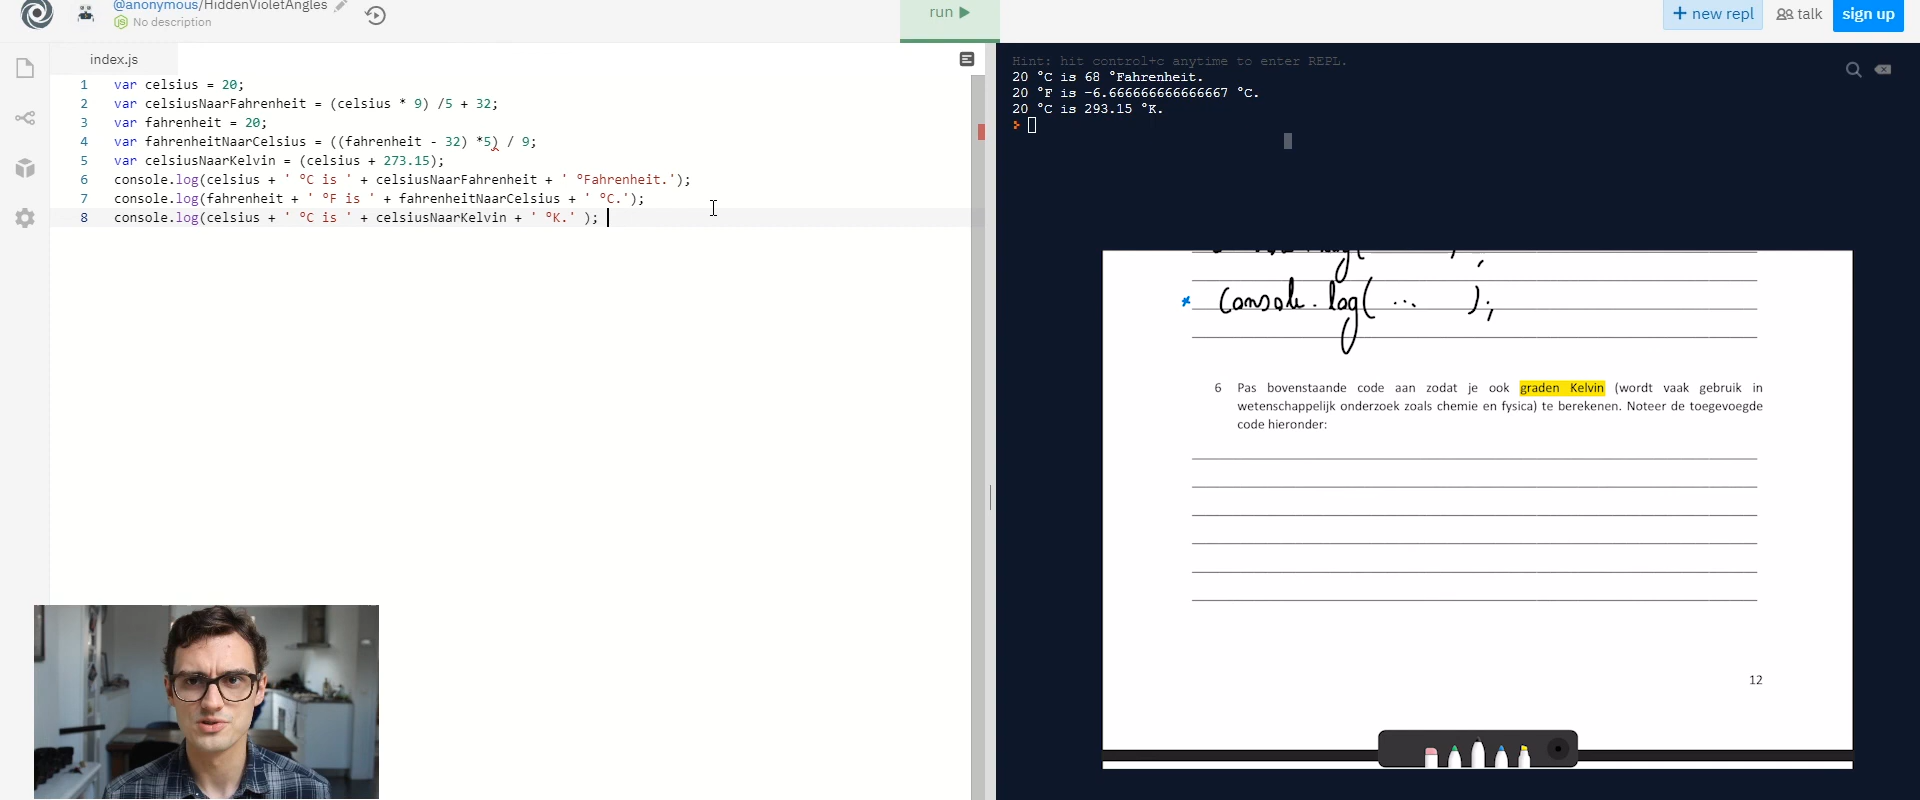 @anonymous/HiddenVioletAngles
No description
run
+ new repl
talk
sign up
index.js
1 var celsius = 20;
2 var celsiusNaarFahrenheit = (celsius * 9) /5 + 32;
3 var fahrenheit = 20;
4 var fahrenheitNaarCelsius = ((fahrenheit - 32) *5) / 9;
5 var celsiusNaarKelvin = (celsius + 273.15);
6 console.log(celsius + ' °C is ' + celsiusNaarFahrenheit + ' °Fahrenheit.');
7 console.log(fahrenheit + ' °F is ' + fahrenheitNaarCelsius + ' °C.');
8 console.log(celsius + ' °C is ' + celsiusNaarKelvin + ' °K.' );
Hint: hit control+c anytime to enter REPL.
20 °C is 68 °Fahrenheit.
20 °F is -6.666666666666667 °C.
20 °C is 293.15 °K.
console.log( ... );
6 Pas bovenstaande code aan zodat je ook graden Kelvin (wordt vaak gebruik in
wetenschappelijk onderzoek zoals chemie en fysica) te berekenen. Noteer de toegevoegde
code hieronder:
12